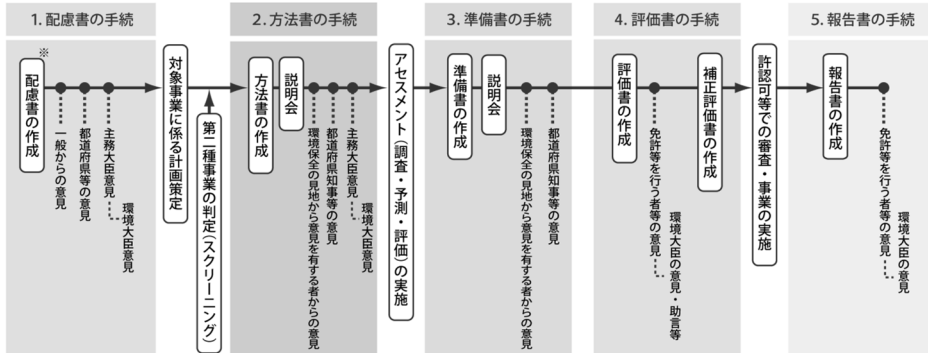 1. 配慮書の手続
※
配慮書の作成
一般からの意見
都道府県等の意見
主務大臣意見
環境大臣意見
対象事業に係る計画策定
第二種事業の判定(スクリーニング)
2. 方法書の手続
方法書の作成
説明会
環境保全の見地から意見を有する者からの意見
都道府県知事等の意見
主務大臣意見
環境大臣意見
アセスメント(調査・予測・評価)の実施
3. 準備書の手続
準備書の作成
説明会
環境保全の見地から意見を有する者からの意見
都道府県知事等の意見
4. 評価書の手続
評価書の作成
免許等を行う者等の意見
環境大臣の意見・助言等
補正評価書の作成
許認可等での審査・事業の実施
5. 報告書の手続
報告書の作成
免許等を行う者等の意見
環境大臣の意見